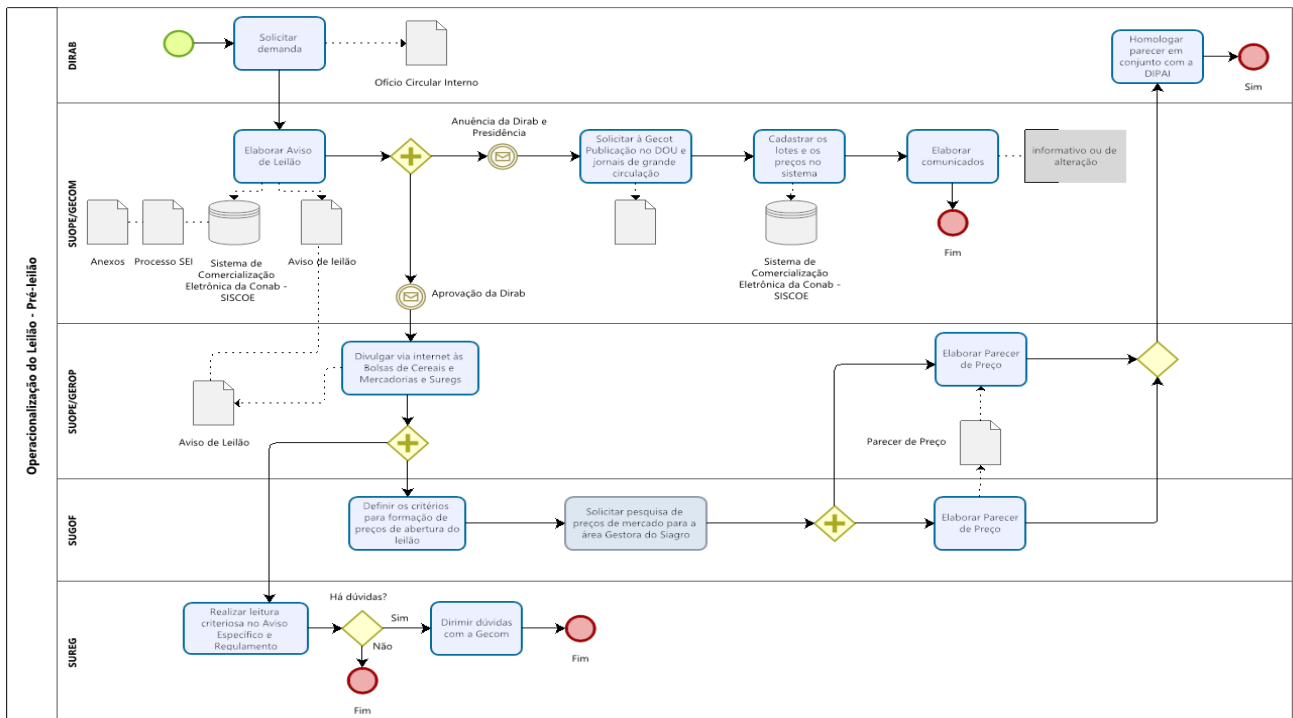 Operacionalização do Leilão - Pré-leilão
DIRAB
Solicitar
demanda
Ofício Circular Interno
Homologar
parecer em
conjunto com a
DIPAI
Sim
SUOPE/GECOM
Elaborar Aviso
de Leilão
Anuência da Dirab e
Presidência
Solicitar à Gecot
Publicação no DOU e
jornais de grande
circulação
Cadastrar os
lotes e os
preços no
sistema
Elaborar
comunicados
informativo ou de
alteração
Anexos
Processo SEI
Sistema de
Comercialização
Eletrônica da Conab -
SISCOE
Aviso de leilão
Sistema de
Comercialização
Eletrônica da Conab -
SISCOE
Fim
Aprovação da Dirab
SUOPE/GEROP
Divulgar via internet às
Bolsas de Cereais e
Mercadorias e Suregs
Aviso de Leilão
Elaborar Parecer
de Preço
Parecer de Preço
SUGOF
Definir os critérios
para formação de
preços de abertura do
leilão
Solicitar pesquisa de
preços de mercado para a
área Gestora do Siagro
Elaborar Parecer
de Preço
SUREG
Realizar leitura
criteriosa no Aviso
Específico e
Regulamento
Há dúvidas?
Sim
Não
Dirimir dúvidas
com a Gecom
Fim
Fim